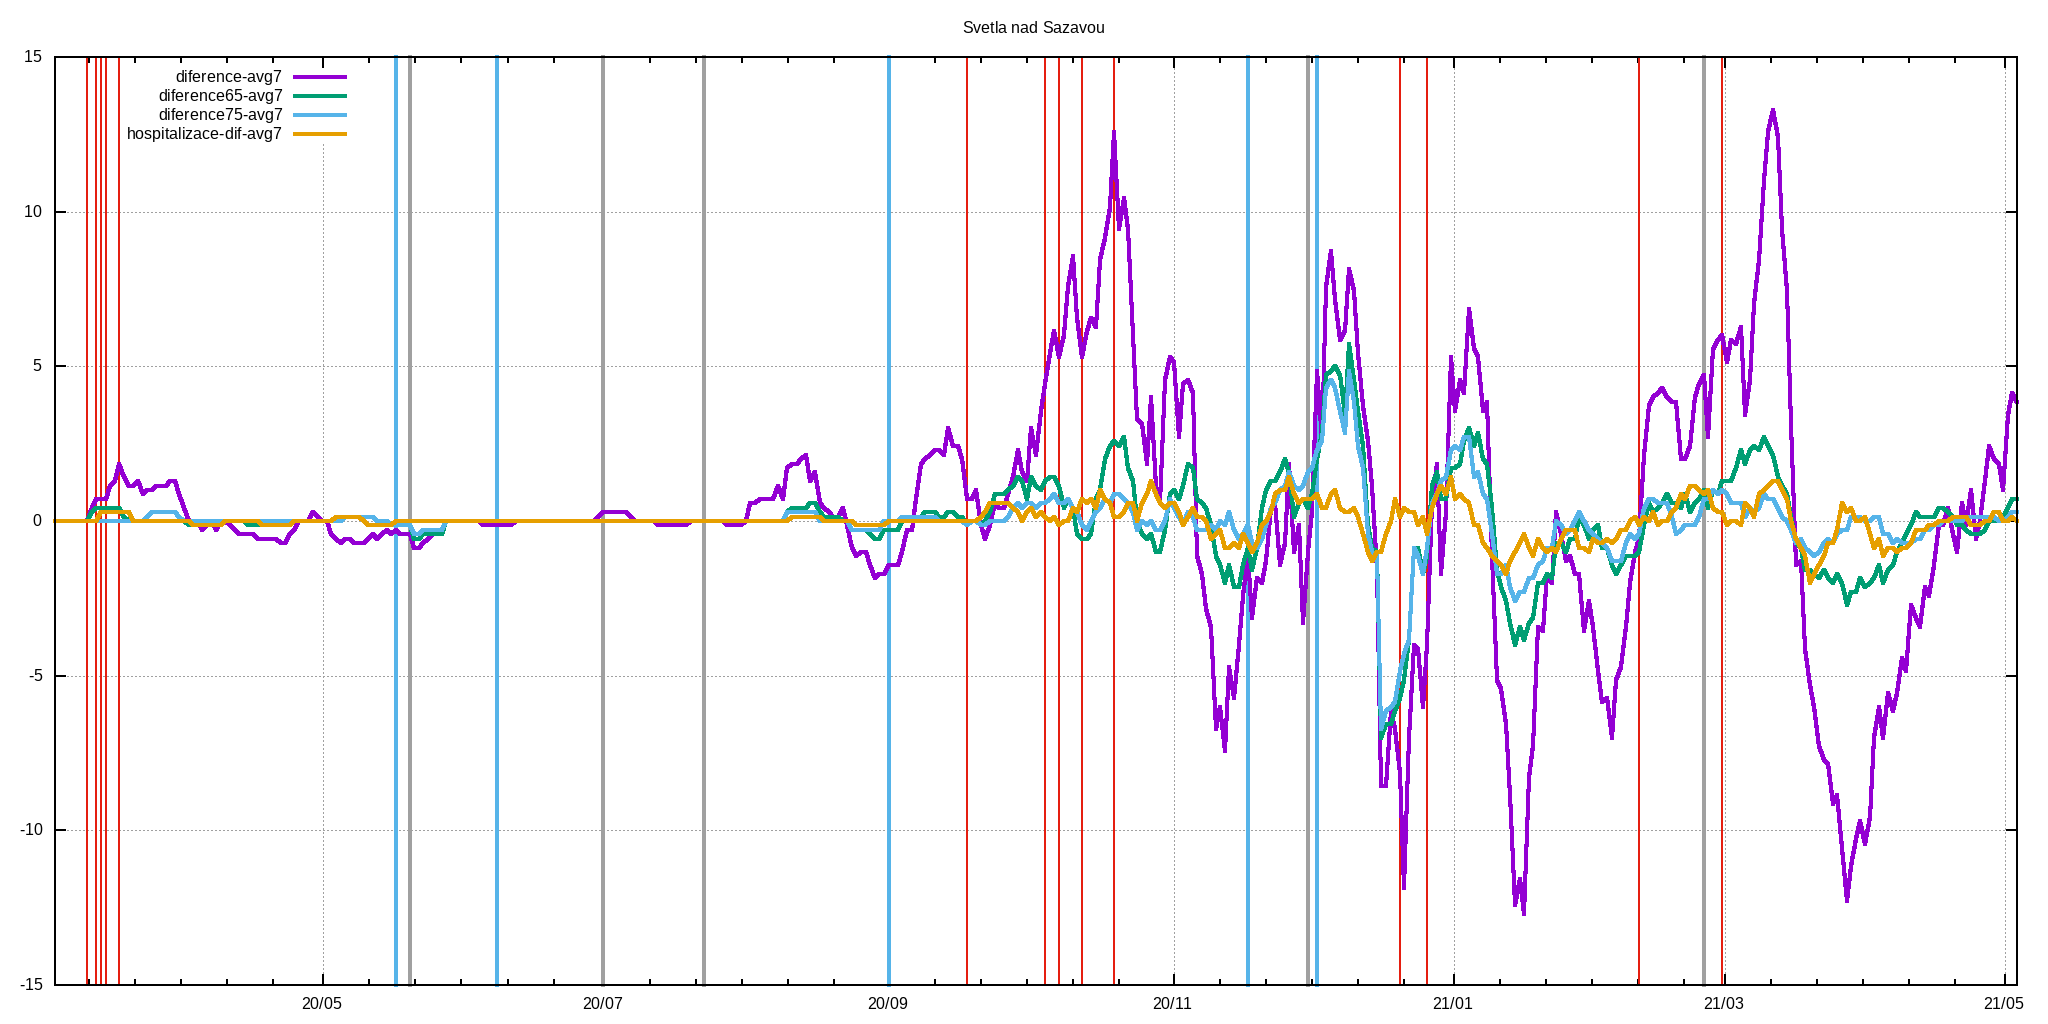 Svetla nad Sazavou
diference-avg7
diference65-avg7
diference75-avg7
hospitalizace-dif-avg7
15
10
5
0
-5
-10
-15
20/05 20/07 20/09 20/11 21/01 21/03 21/05